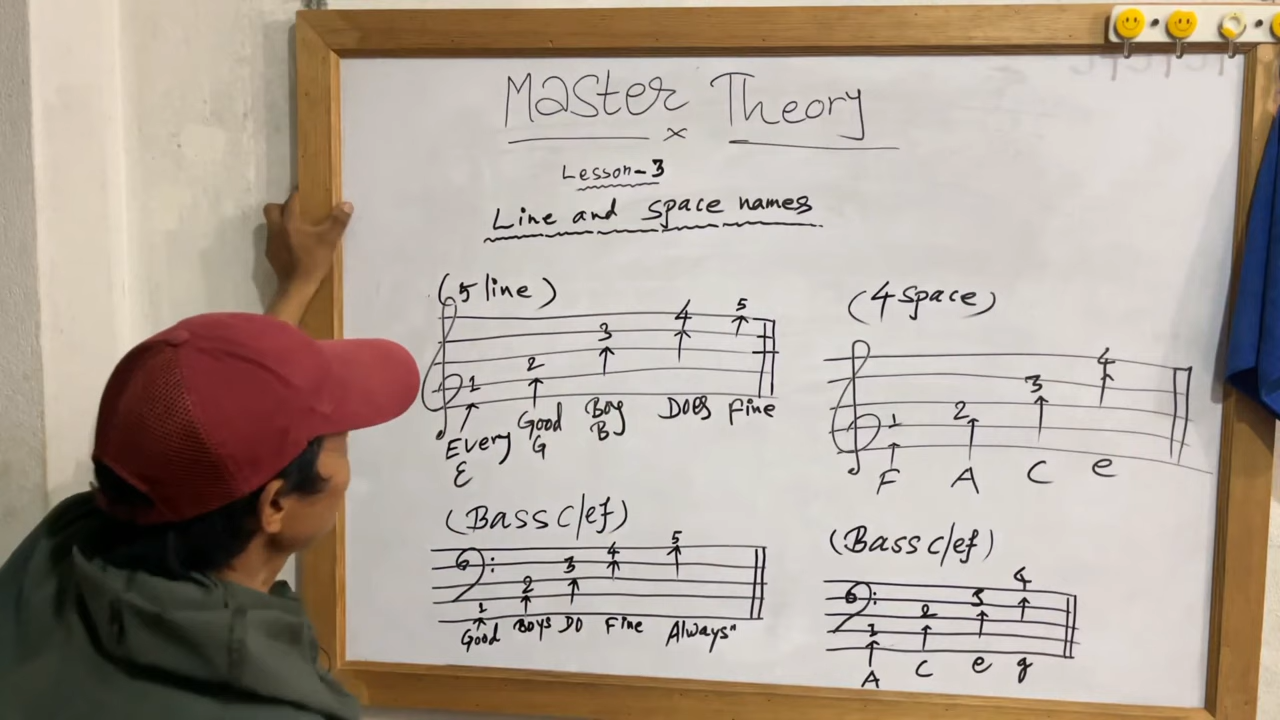 Master Theory
x
Lesson-3
Line and space names
(5 line)
1 2 3 4 5
Every Good Boy Does Fine
E G B
(4 space)
1 2 3 4
F A C e
(Bass clef)
1 2 3 4 5
Good Boys Do Fine Always"
(Bass clef)
1 2 3 4
A C e g